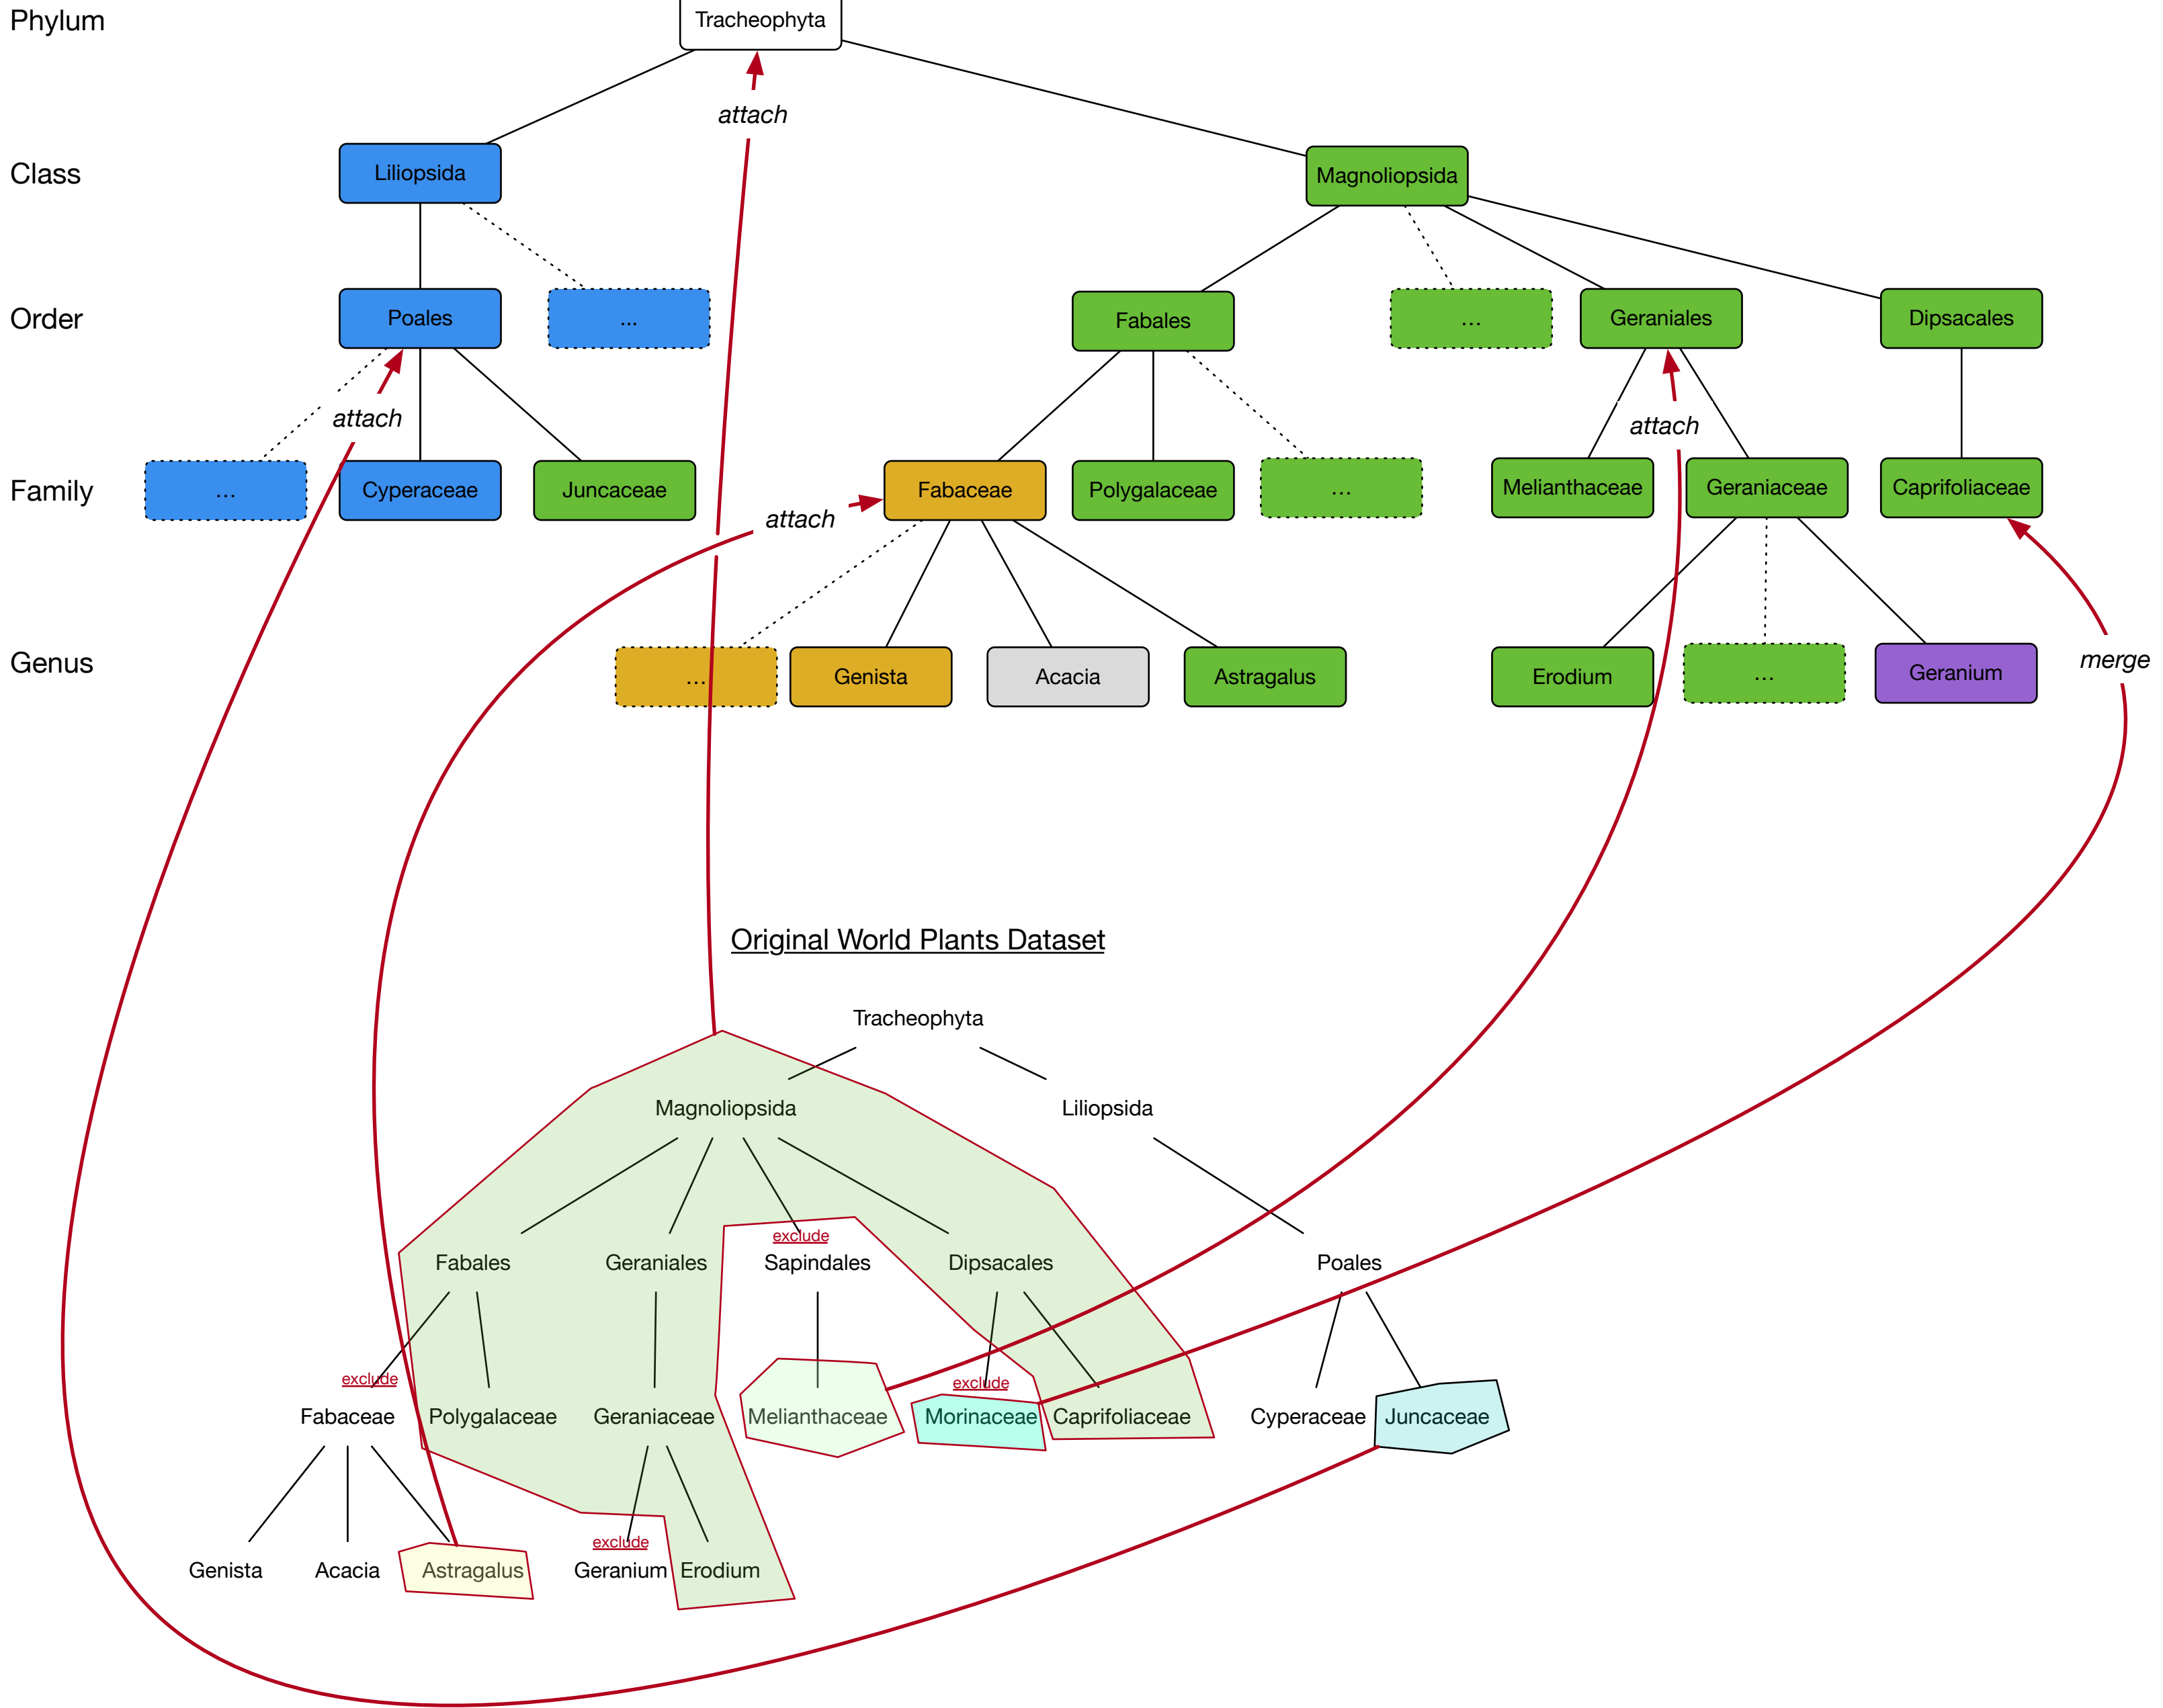 Phylum
Tracheophyta
attach
Class
Liliopsida
Magnoliopsida
Order
Poales
...
Fabales
...
Geraniales
Dipsacales
attach
attach
Family
...
Cyperaceae
Juncaceae
attach
Fabaceae
Polygalaceae
...
Melianthaceae
Geraniaceae
Caprifoliaceae
Genus
...
Genista
Acacia
Astragalus
Erodium
...
Geranium
merge
Original World Plants Dataset
Tracheophyta
Magnoliopsida
Liliopsida
exclude
Fabales
Geraniales
Sapindales
Dipsacales
Poales
exclude
exclude
Fabaceae
Polygalaceae
Geraniaceae
Melianthaceae
Morinaceae
Caprifoliaceae
Cyperaceae
Juncaceae
exclude
Genista
Acacia
Astragalus
Geranium
Erodium